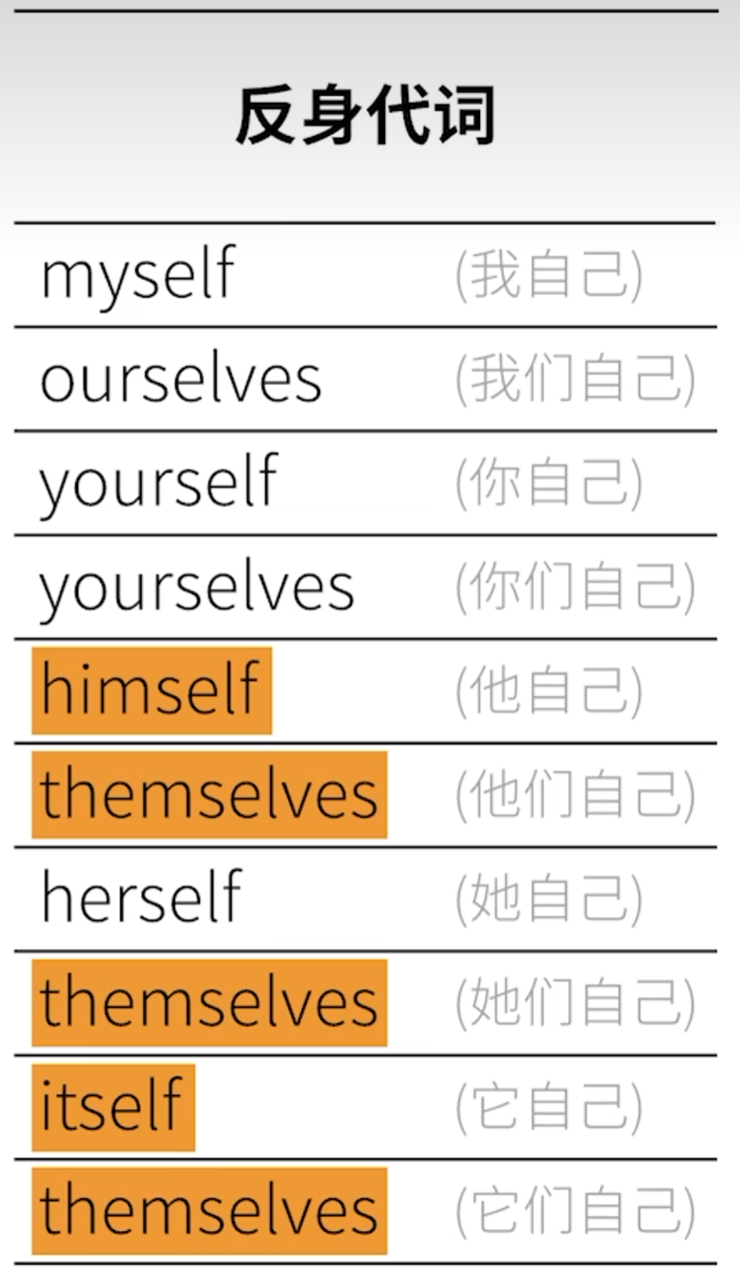 反身代词
myself (我自己)
ourselves (我们自己)
yourself (你自己)
yourselves (你们自己)
himself (他自己)
themselves (他们自己)
herself (她自己)
themselves (她们自己)
itself (它自己)
themselves (它们自己)